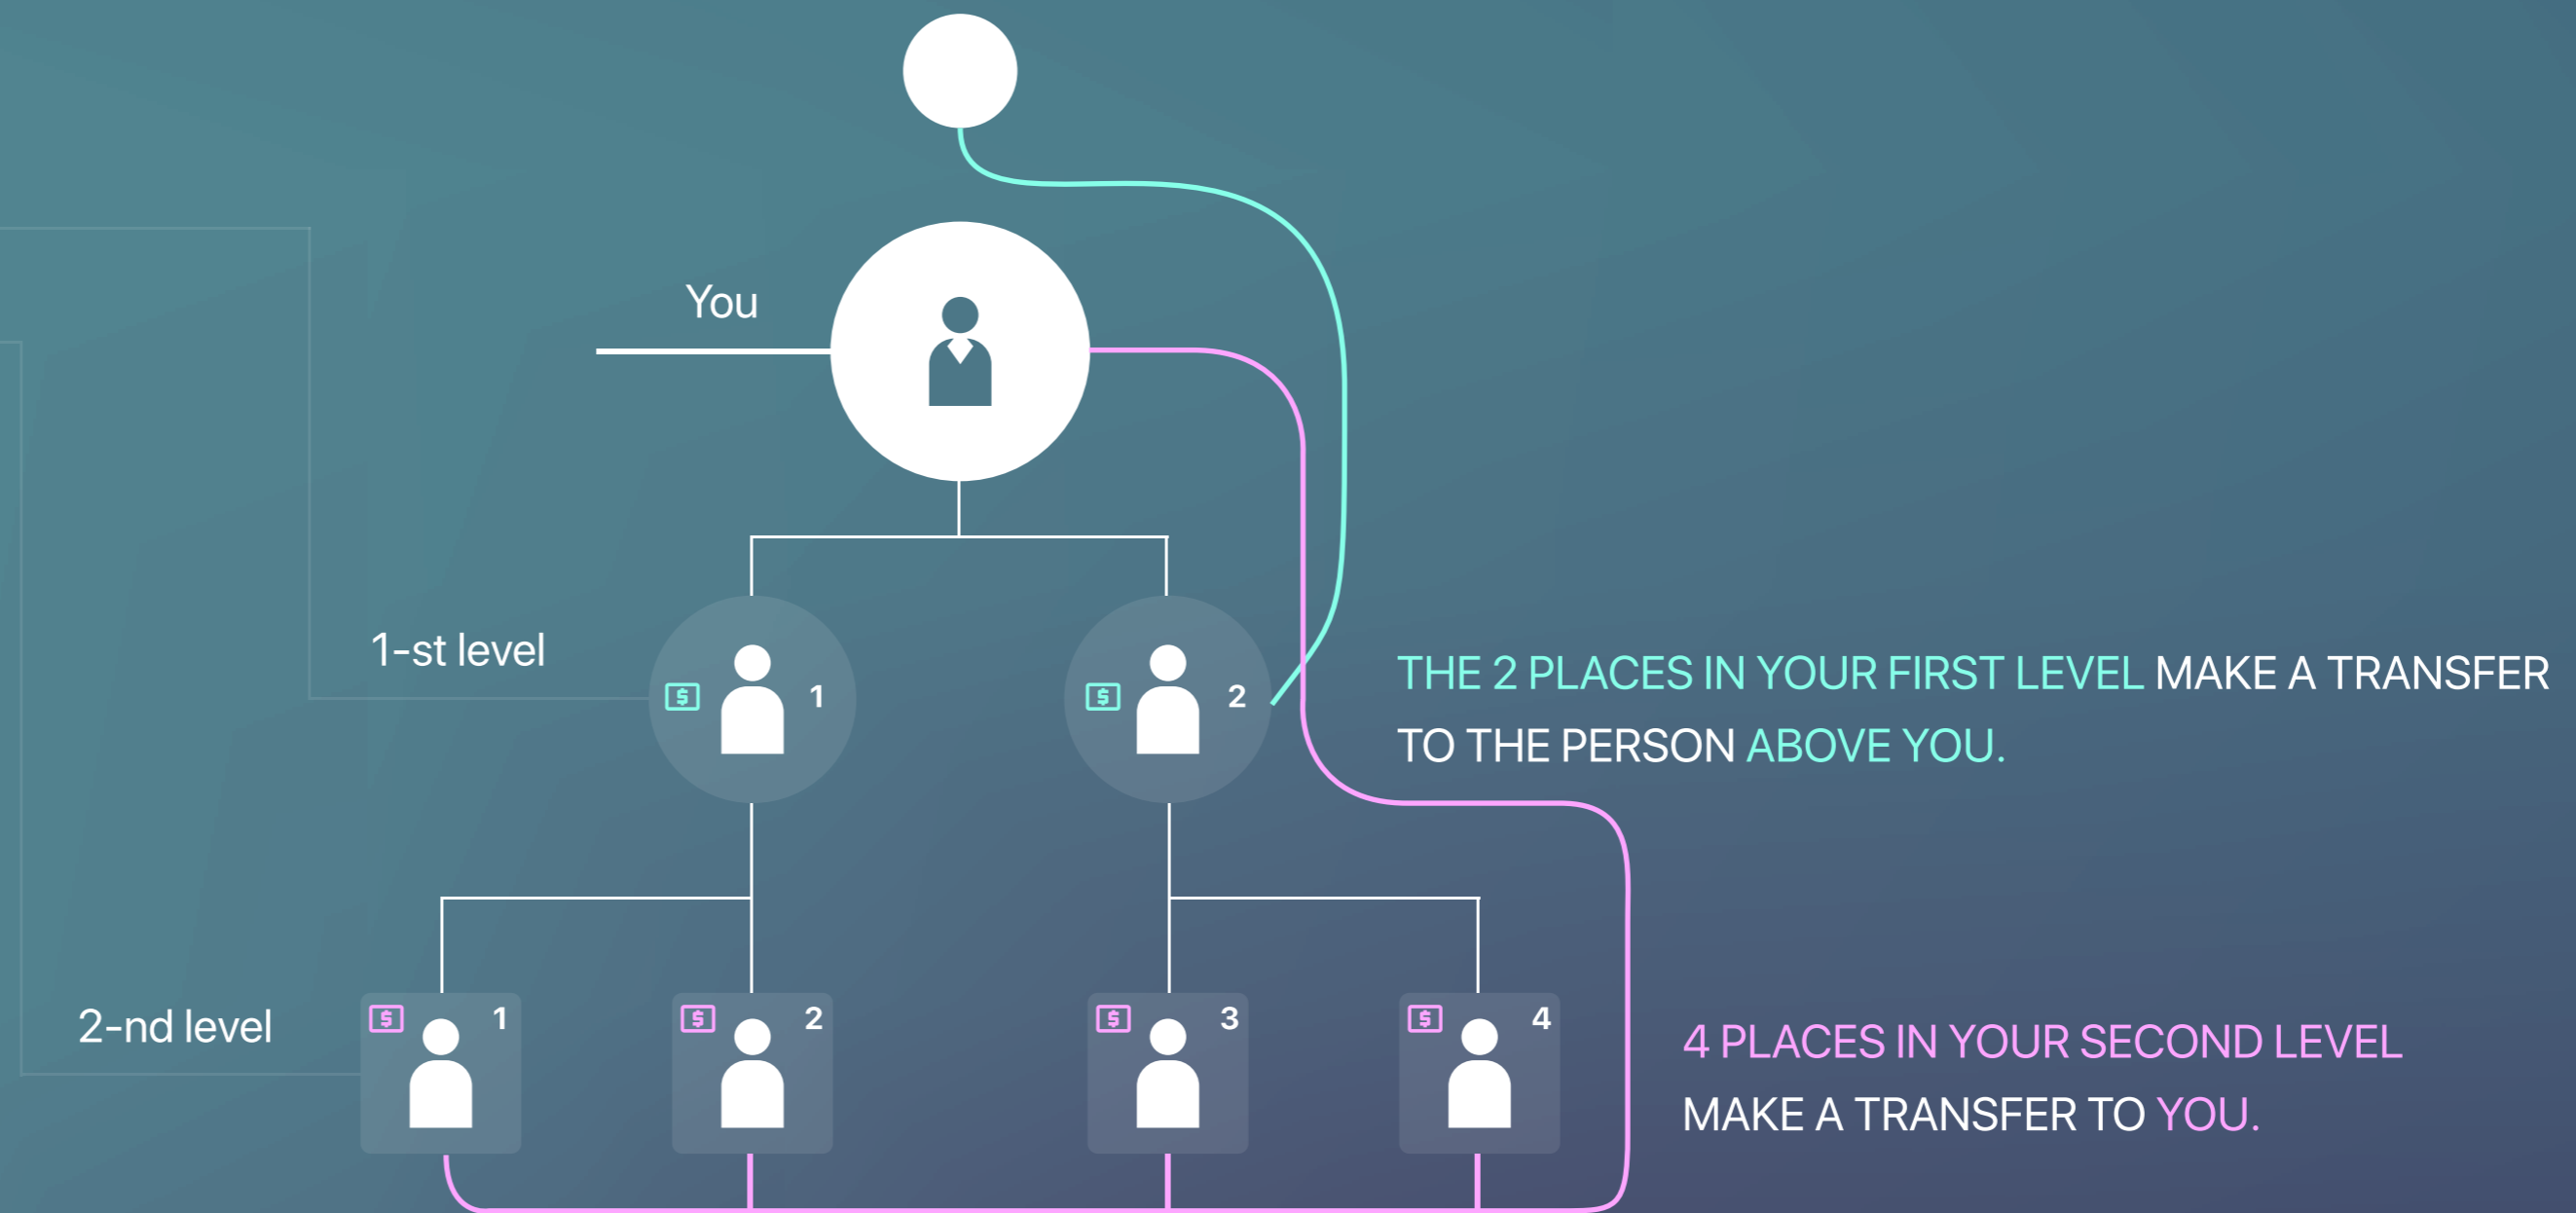 You
1-st level
$ 1
$ 2
THE 2 PLACES IN YOUR FIRST LEVEL MAKE A TRANSFER
TO THE PERSON ABOVE YOU.
2-nd level
$ 1
$ 2
$ 3
$ 4
4 PLACES IN YOUR SECOND LEVEL
MAKE A TRANSFER TO YOU.